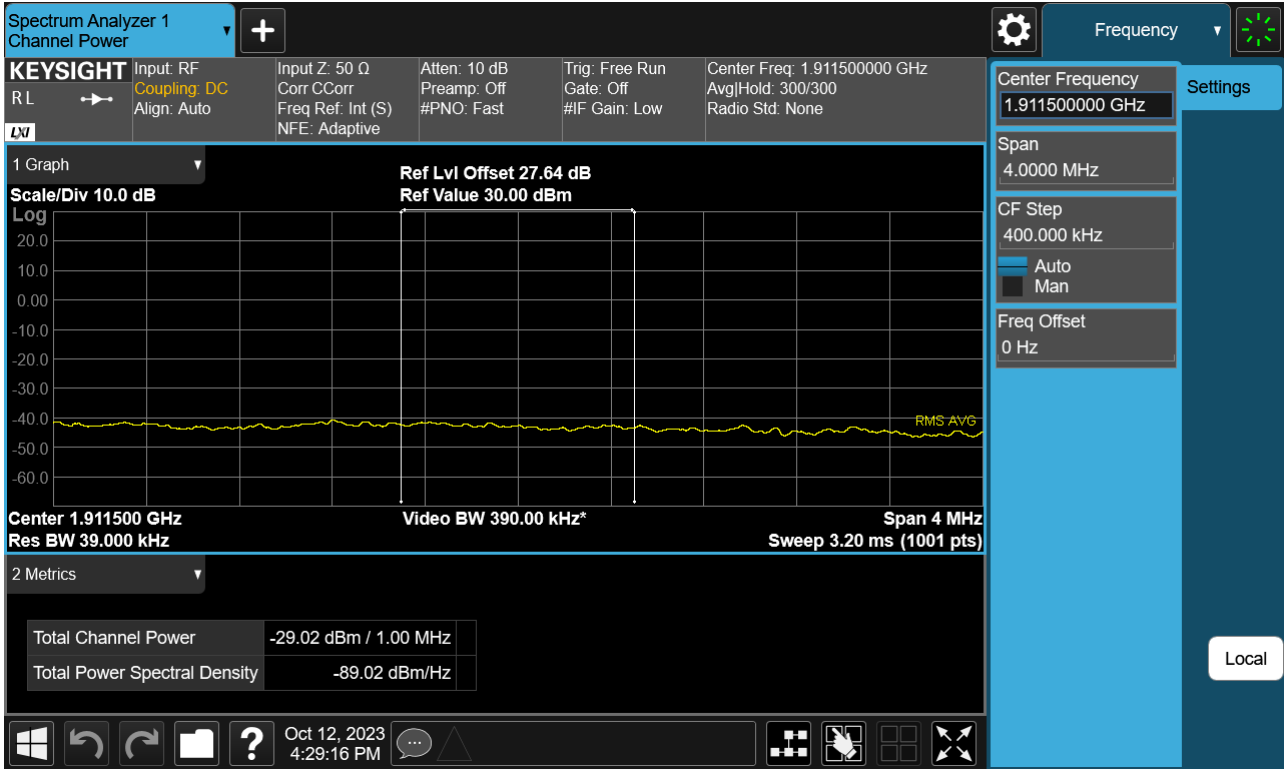 Spectrum Analyzer 1
Channel Power
Frequency
KEYSIGHT
R L
LXI
Input: RF
Coupling: DC
Align: Auto
Input Z: 50 Ω
Corr CCorr
Freq Ref: Int (S)
NFE: Adaptive
Atten: 10 dB
Preamp: Off
#PNO: Fast
Trig: Free Run
Gate: Off
#IF Gain: Low
Center Freq: 1.911500000 GHz
Avg|Hold: 300/300
Radio Std: None
1 Graph
Scale/Div 10.0 dB
Ref Lvl Offset 27.64 dB
Ref Value 30.00 dBm
Log
20.0
10.0
0.00
-10.0
-20.0
-30.0
-40.0
-50.0
-60.0
RMS AVG
Center 1.911500 GHz
Video BW 390.00 kHz*
Span 4 MHz
Res BW 39.000 kHz
Sweep 3.20 ms (1001 pts)
2 Metrics
Total Channel Power -29.02 dBm / 1.00 MHz
Total Power Spectral Density -89.02 dBm/Hz
Center Frequency
1.911500000 GHz
Span
4.0000 MHz
CF Step
400.000 kHz
Auto
Man
Freq Offset
0 Hz
Settings
Local
?
Oct 12, 2023
4:29:16 PM